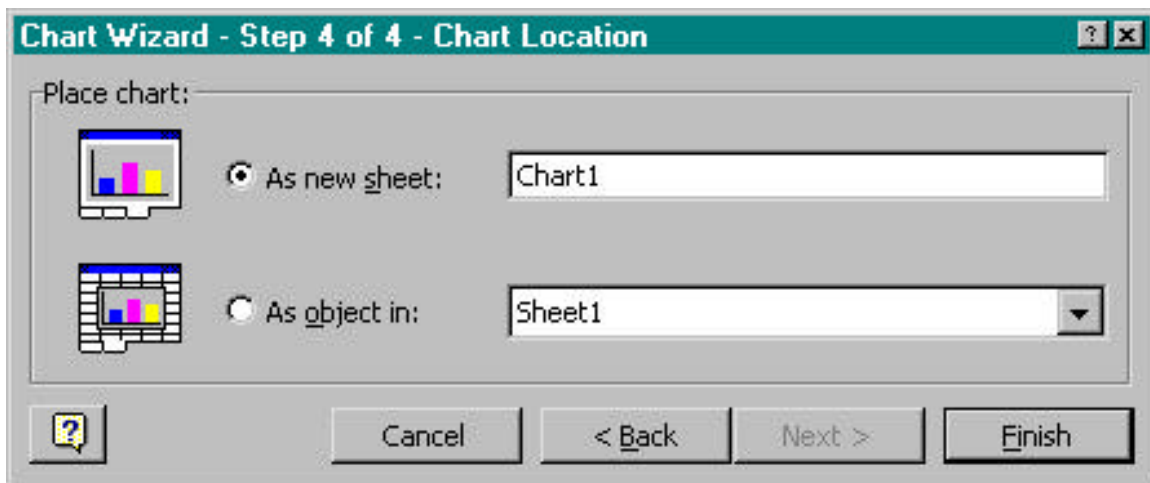 Chart Wizard - Step 4 of 4 - Chart Location
Place chart:
As new sheet: Chart1
As object in: Sheet1
Cancel < Back Next > Finish